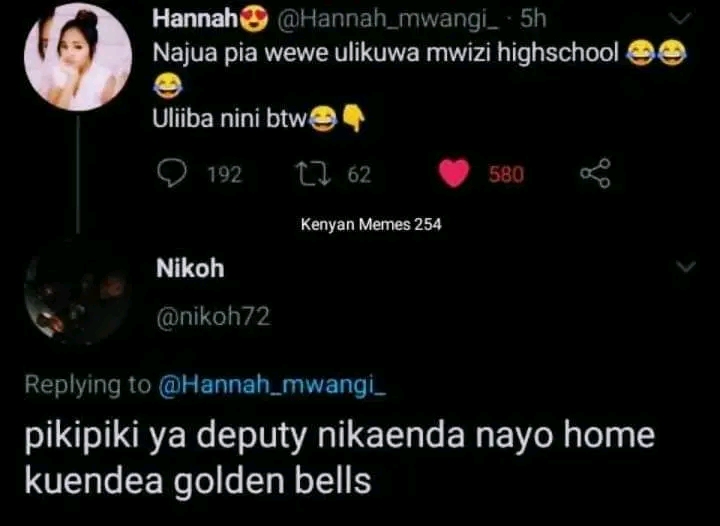 Hannah😍 @Hannah_mwangi_ · 5h
Najua pia wewe ulikuwa mwizi highschool 😂😂
😂
Uliiba nini btw😂👇
192 62 580
Kenyan Memes 254
Nikoh
@nikoh72
Replying to @Hannah_mwangi_
pikipiki ya deputy nikaenda nayo home
kuendea golden bells